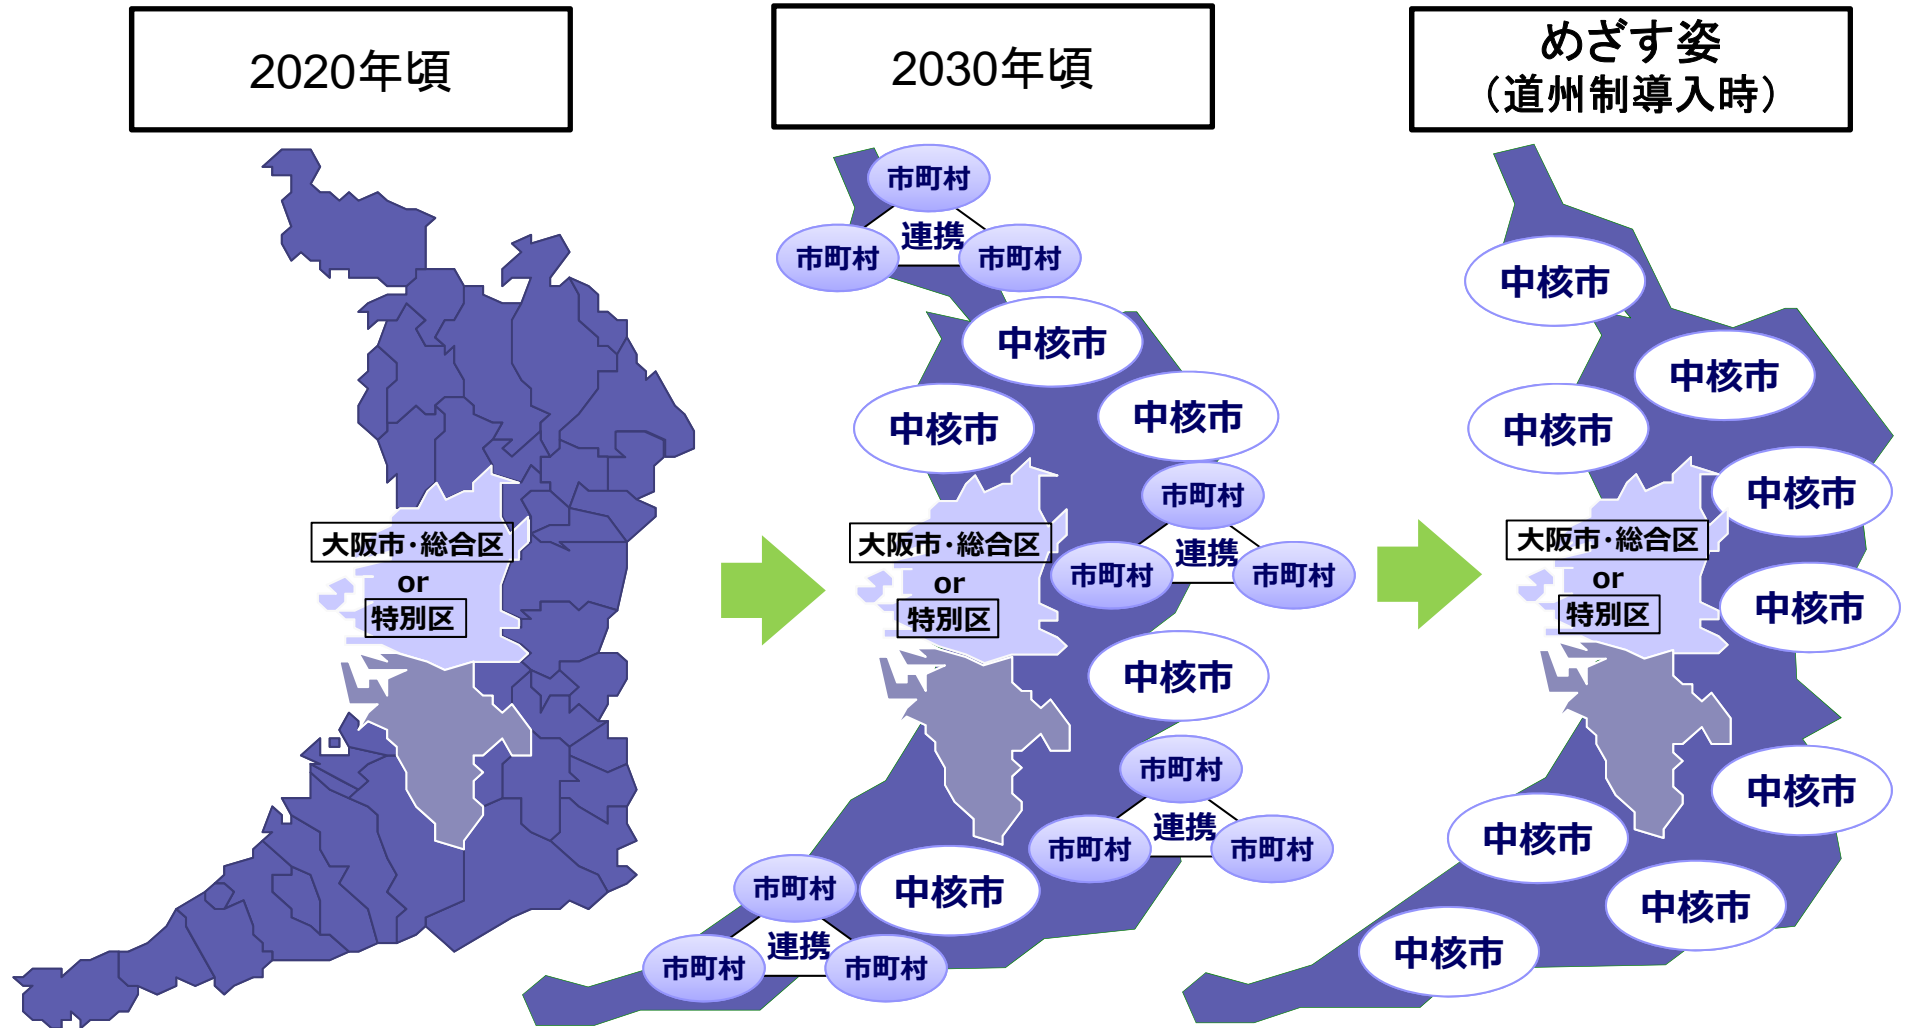 2020年頃
2030年頃
めざす姿
（道州制導入時）
大阪市・総合区
or
特別区
市町村
連携
市町村
市町村
中核市
中核市
中核市
市町村
連携
市町村
市町村
大阪市・総合区
or
特別区
中核市
市町村
連携
市町村
市町村
中核市
市町村
連携
市町村
市町村
中核市
中核市
中核市
中核市
大阪市・総合区
or
特別区
中核市
中核市
中核市
中核市
中核市